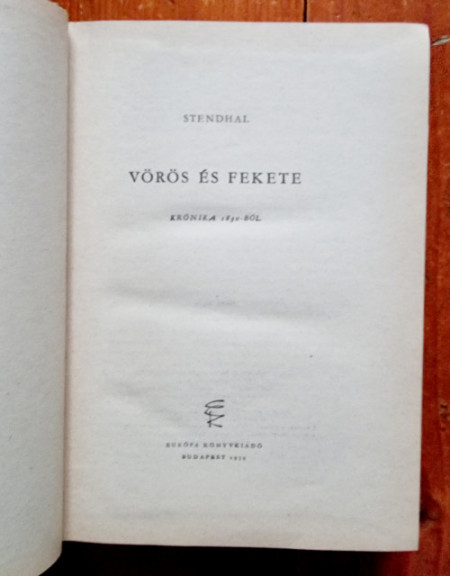 STENDHAL
VÖRÖS ÉS FEKETE
KRÓNIKA 1830-BÓL
EURÓPA KÖNYVKIADÓ
BUDAPEST